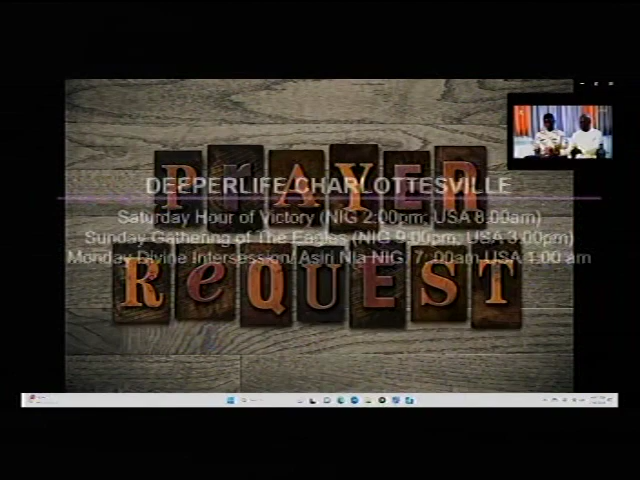 PRAYER
DEEPERLIFE CHARLOTTESVILLE
Saturday Hour of Victory (NIG 2:00pm; USA 8.00am)
Sunday Gathering of The Eagles (NIG 9.00pm; USA 3.00pm)
Monday Divine Intersession/ Asiri Nla NIG) 7:.00am USA 1.00 am
ReQUEST